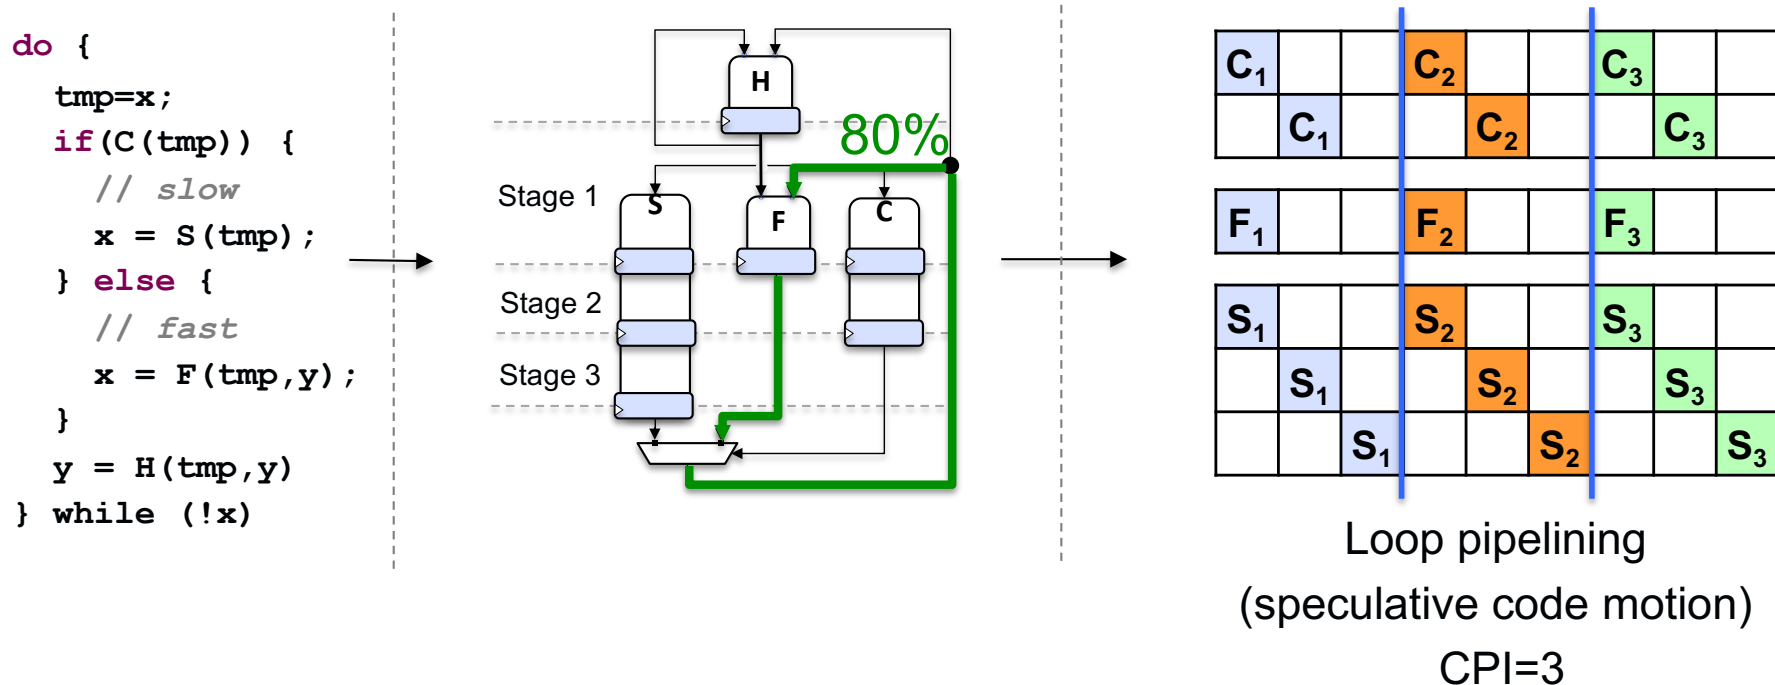 do {
tmp=x;
if(C(tmp)) {
// slow
x = S(tmp);
} else {
// fast
x = F(tmp,y);
}
y = H(tmp,y)
} while (!x)
H
80%
Stage 1
S
F
C
Stage 2
Stage 3
C1 C2 C3
C1 C2 C3
F1 F2 F3
S1 S2 S3
S1 S2 S3
S1 S2 S3
Loop pipelining
(speculative code motion)
CPI=3